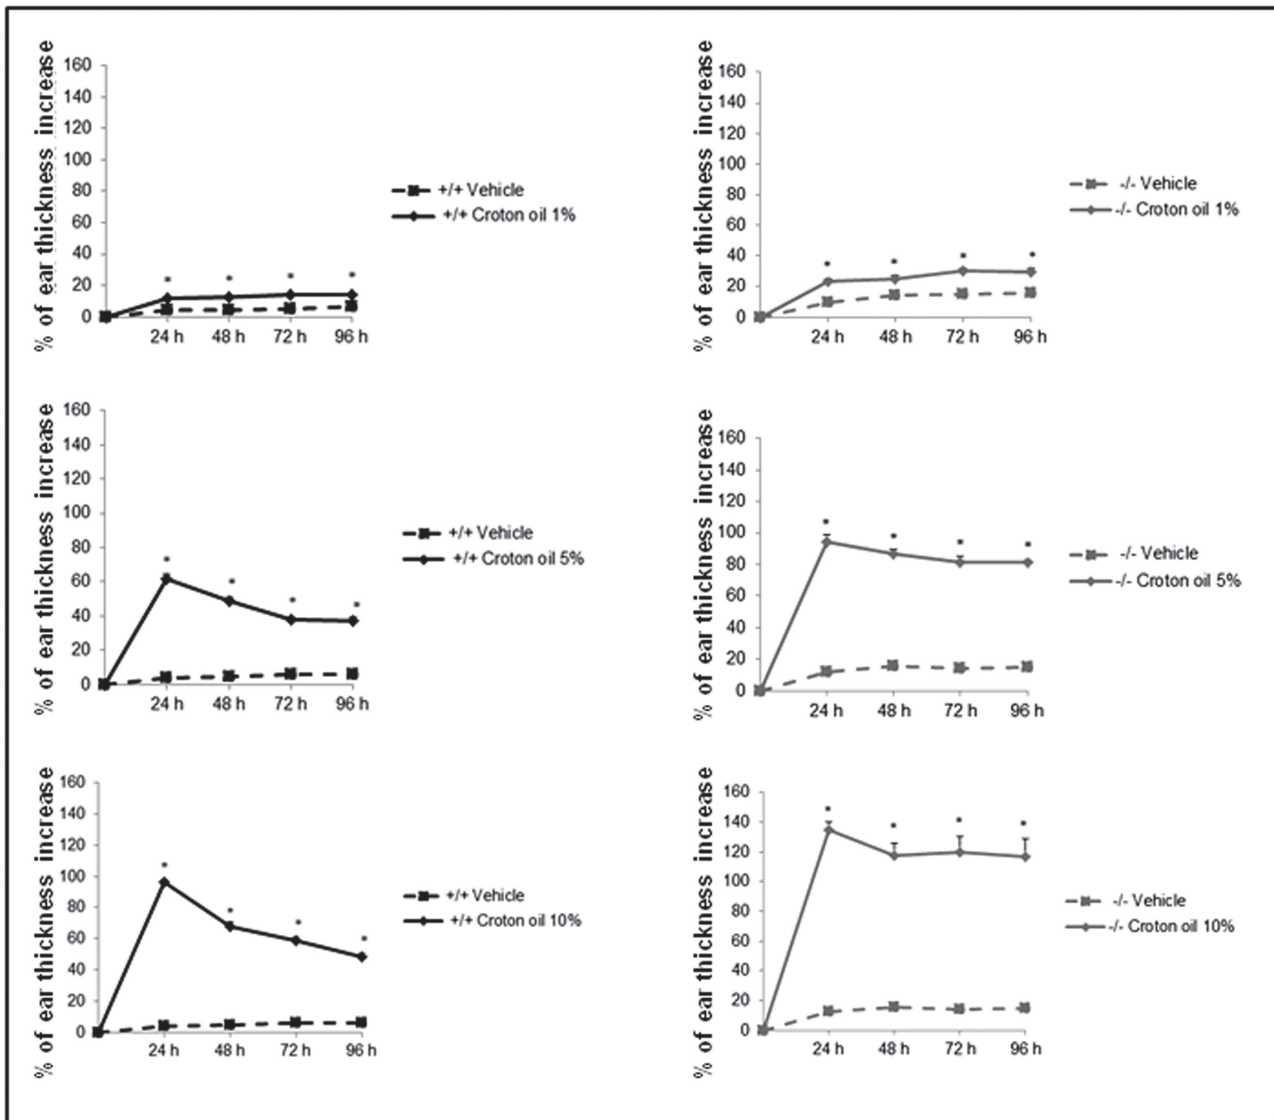 % of ear thickness increase
160
140
120
100
80
60
40
20
0
*
*
*
*
24 h
48 h
72 h
96 h
+/+ Vehicle
+/+ Croton oil 1%
% of ear thickness increase
160
140
120
100
80
60
40
20
0
*
*
*
*
24 h
48 h
72 h
96 h
-/- Vehicle
-/- Croton oil 1%
% of ear thickness increase
160
140
120
100
80
60
40
20
0
*
*
*
*
24 h
48 h
72 h
96 h
+/+ Vehicle
+/+ Croton oil 5%
% of ear thickness increase
160
140
120
100
80
60
40
20
0
*
*
*
*
24 h
48 h
72 h
96 h
-/- Vehicle
-/- Croton oil 5%
% of ear thickness increase
160
140
120
100
80
60
40
20
0
*
*
*
*
24 h
48 h
72 h
96 h
+/+ Vehicle
+/+ Croton oil 10%
% of ear thickness increase
160
140
120
100
80
60
40
20
0
*
*
*
*
24 h
48 h
72 h
96 h
-/- Vehicle
-/- Croton oil 10%